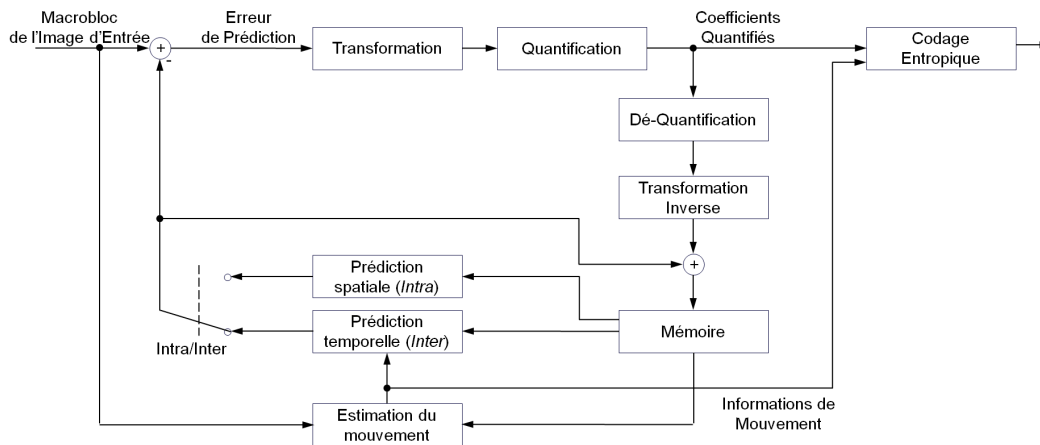 Macrobloc
de l'Image d'Entrée
Erreur
de Prédiction
Coefficients
Quantifiés
+
-
Transformation
Quantification
Codage
Entropique
Dé-Quantification
Transformation
Inverse
+
Prédiction
spatiale (Intra)
Prédiction
temporelle (Inter)
Mémoire
Intra/Inter
Estimation du
mouvement
Informations de
Mouvement